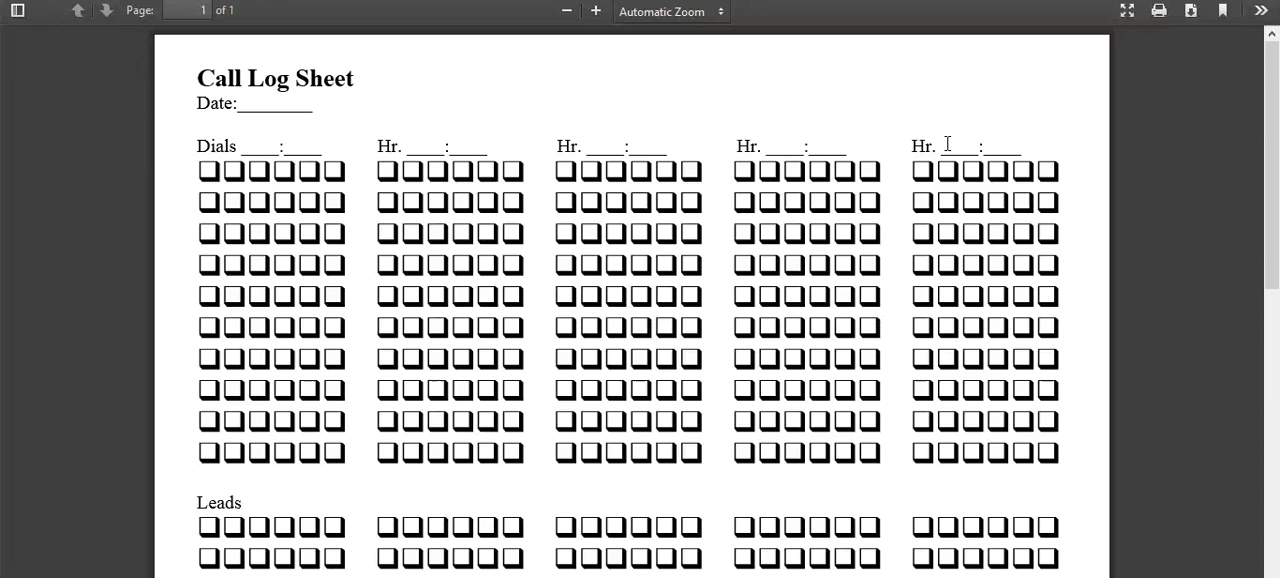 Page: 1 of 1 Automatic Zoom
Call Log Sheet
Date:________
Dials ____:____ Hr. ____:____ Hr. ____:____ Hr. ____:____ Hr. ____:____
Leads